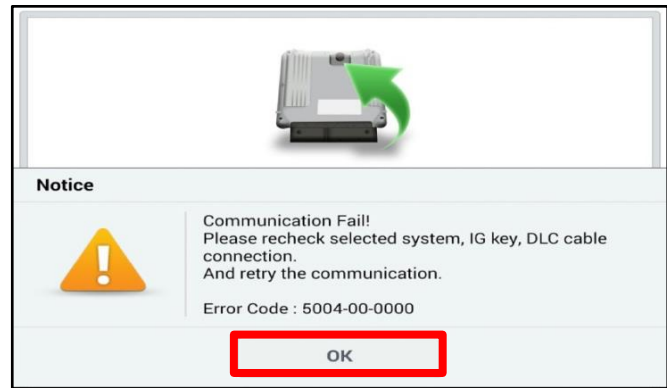 Notice
Communication Fail!
Please recheck selected system, IG key, DLC cable
connection.
And retry the communication.
Error Code : 5004-00-0000
OK